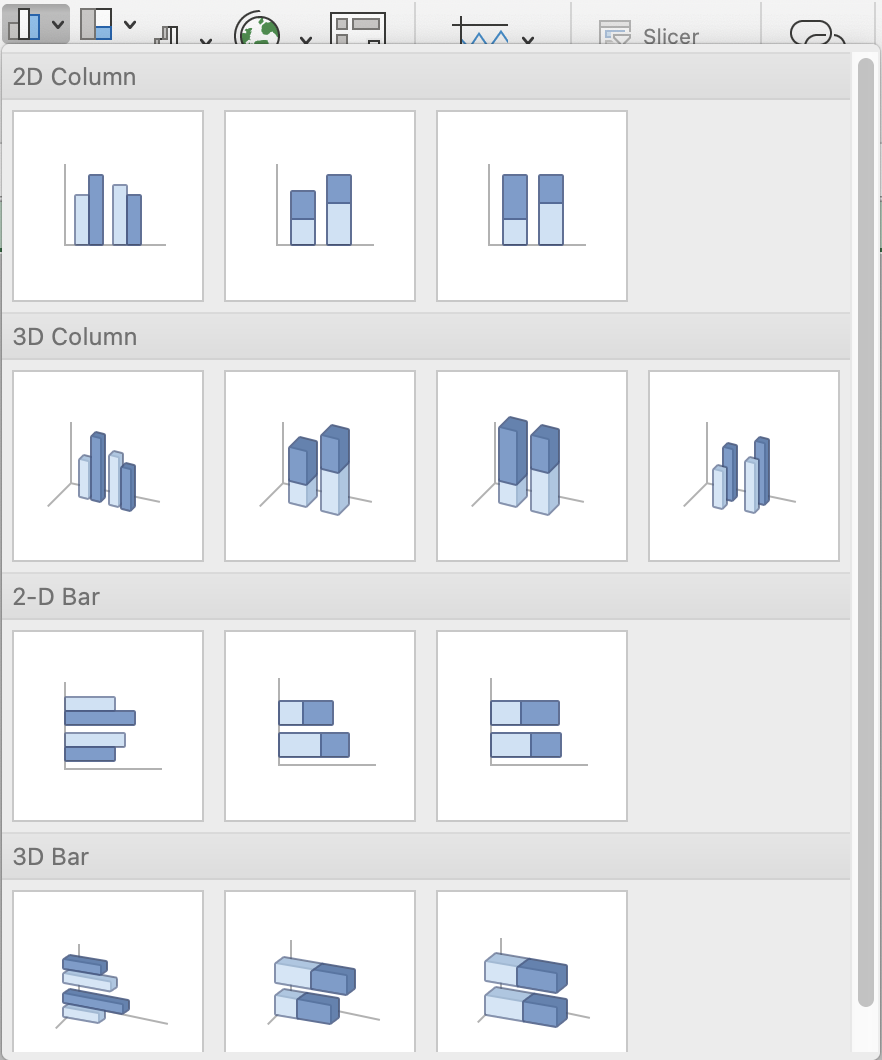 Slicer
2D Column
3D Column
2-D Bar
3D Bar